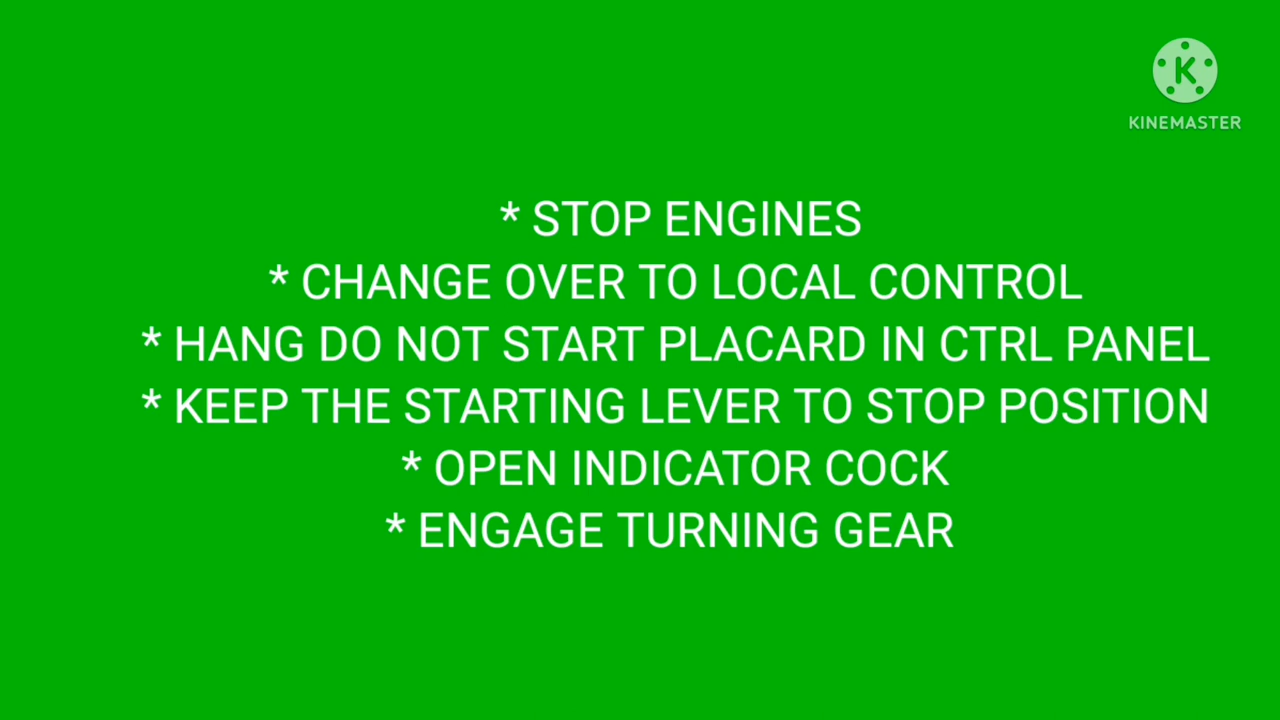 K
KINEMASTER
* STOP ENGINES
* CHANGE OVER TO LOCAL CONTROL
* HANG DO NOT START PLACARD IN CTRL PANEL
* KEEP THE STARTING LEVER TO STOP POSITION
* OPEN INDICATOR COCK
* ENGAGE TURNING GEAR